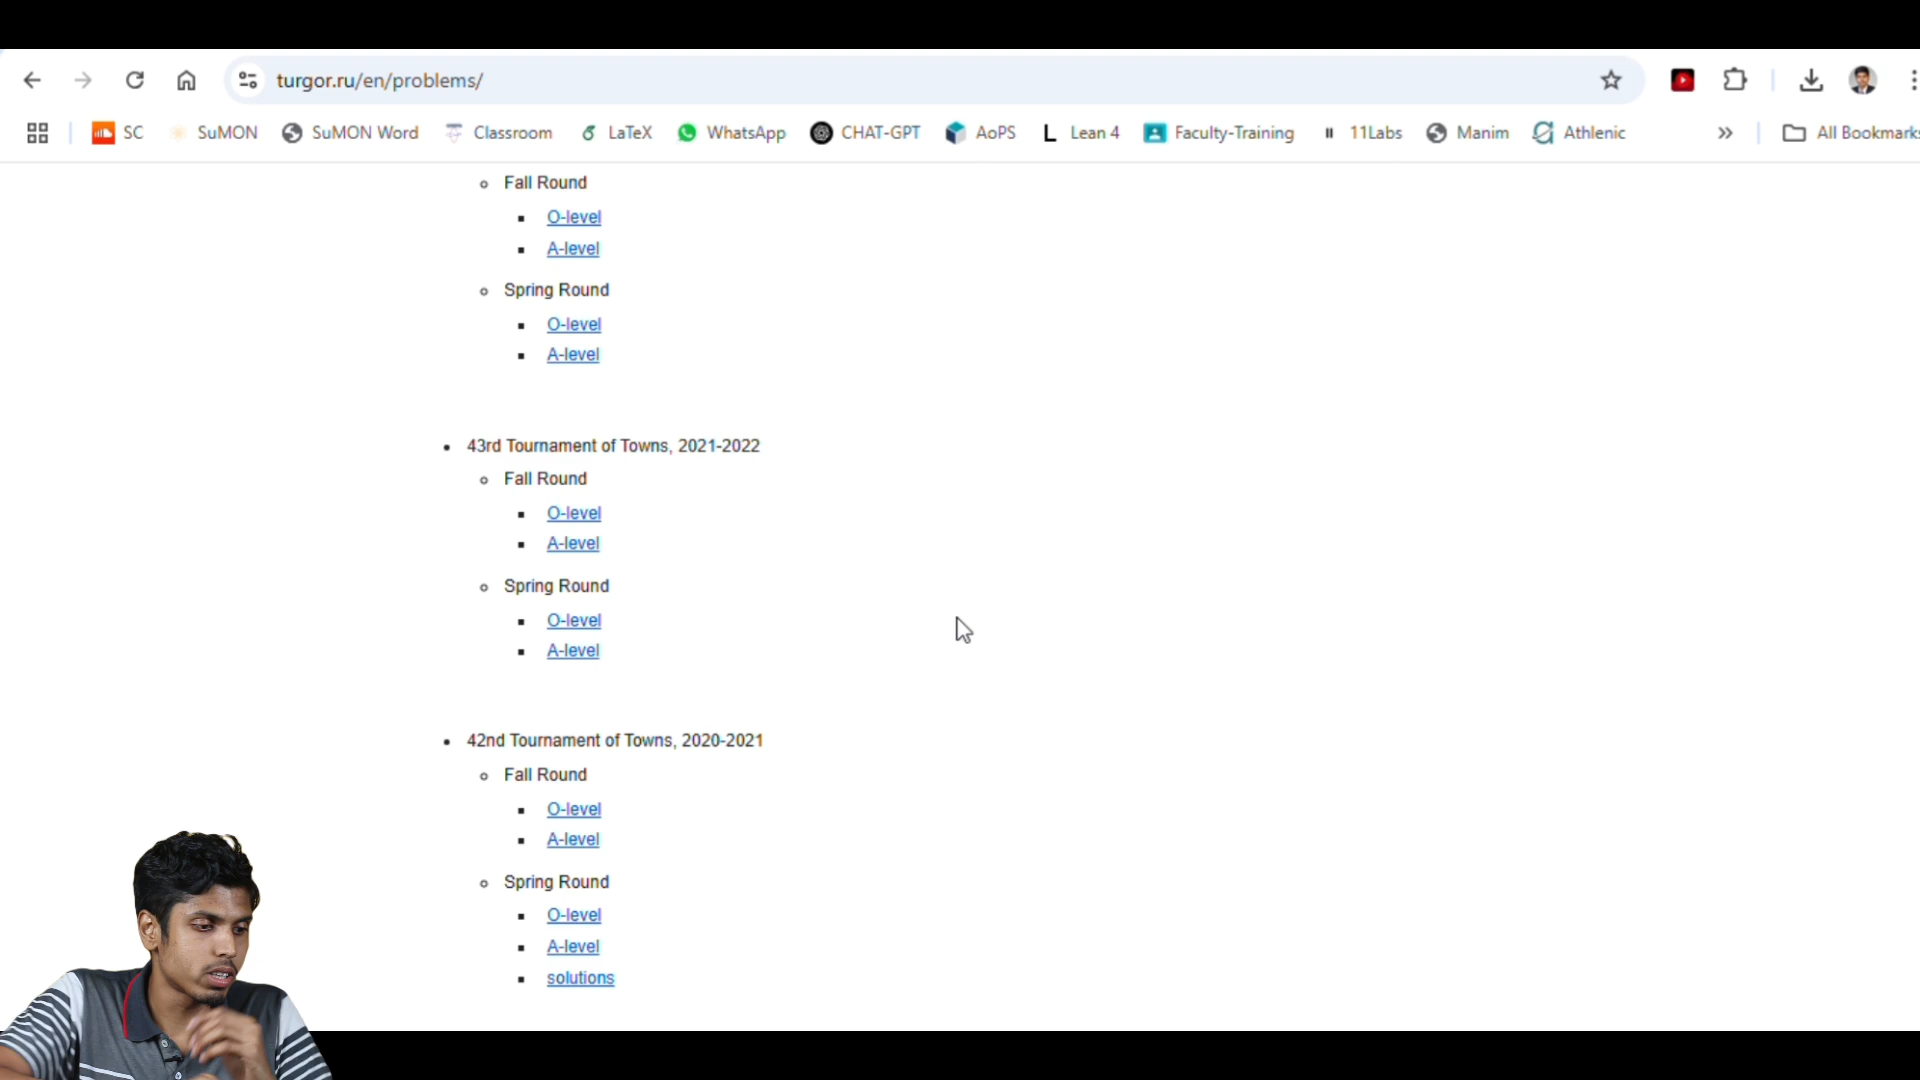 turgor.ru/en/problems/
SC SuMON SuMON Word Classroom LaTeX WhatsApp CHAT-GPT AoPS L Lean 4 Faculty-Training II 11Labs Manim Athlenic » All Bookmarks
Fall Round
O-level
A-level
Spring Round
O-level
A-level
43rd Tournament of Towns, 2021-2022
Fall Round
O-level
A-level
Spring Round
O-level
A-level
42nd Tournament of Towns, 2020-2021
Fall Round
O-level
A-level
Spring Round
O-level
A-level
solutions